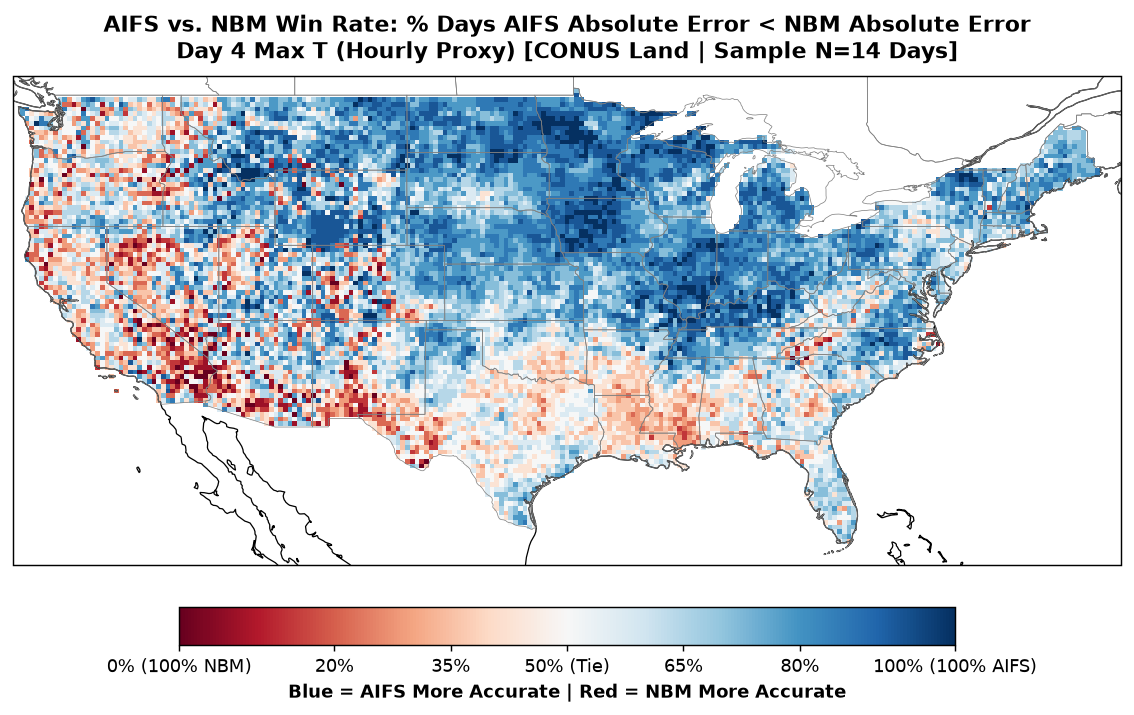 AIFS vs. NBM Win Rate: % Days AIFS Absolute Error < NBM Absolute Error
Day 4 Max T (Hourly Proxy) [CONUS Land | Sample N=14 Days]
0% (100% NBM) 20% 35% 50% (Tie) 65% 80% 100% (100% AIFS)
Blue = AIFS More Accurate | Red = NBM More Accurate